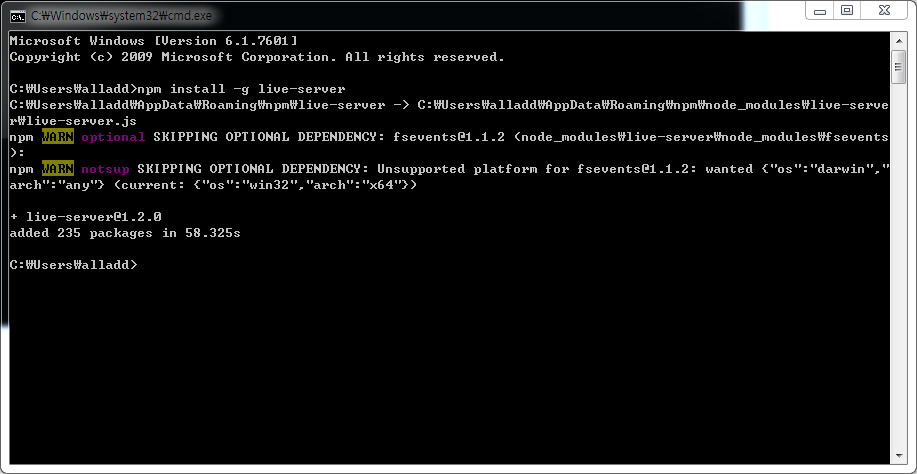 C:₩Windows₩system32₩cmd.exe
Microsoft Windows [Version 6.1.7601]
Copyright (c) 2009 Microsoft Corporation. All rights reserved.
C:₩Users₩alladd>npm install -g live-server
C:₩Users₩alladd₩AppData₩Roaming₩npm₩live-server -> C:₩Users₩alladd₩AppData₩Roaming₩npm₩node_modules₩live-serve
r₩live-server.js
npm WARN optional SKIPPING OPTIONAL DEPENDENCY: fsevents@1.1.2 (node_modules₩live-server₩node_modules₩fsevents
):
npm WARN notsup SKIPPING OPTIONAL DEPENDENCY: Unsupported platform for fsevents@1.1.2: wanted {"os":"darwin","
arch":"any"} (current: {"os":"win32","arch":"x64"})
+ live-server@1.2.0
added 235 packages in 58.325s
C:₩Users₩alladd>